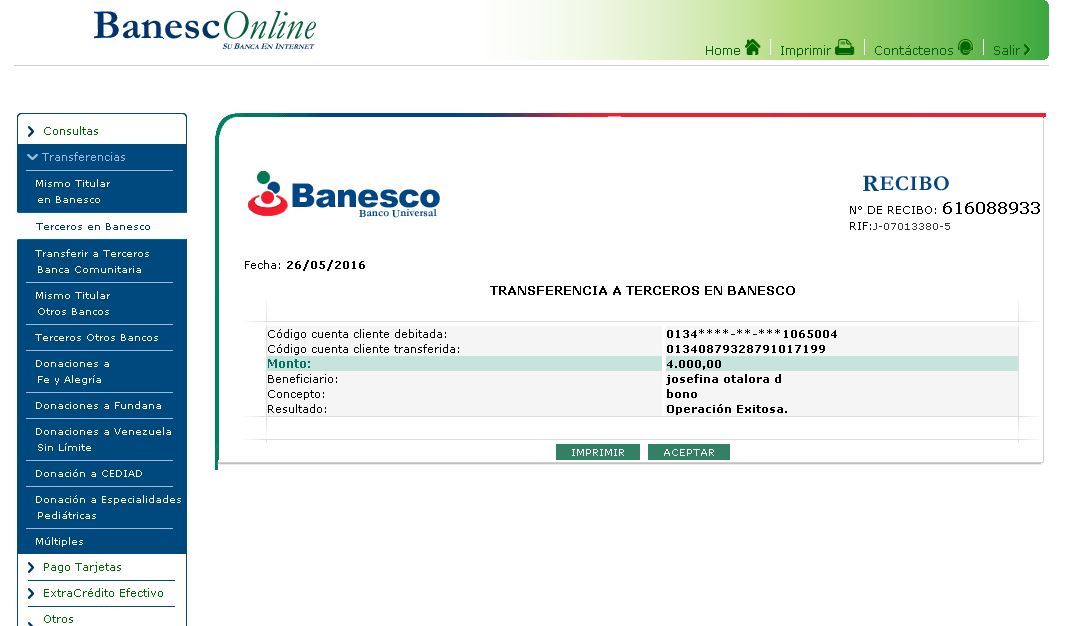 BanescOnline
SU BANCA EN INTERNET
Home Imprimir Contáctenos Salir
Consultas
Transferencias
Mismo Titular
en Banesco
Terceros en Banesco
Transferir a Terceros
Banca Comunitaria
Mismo Titular
Otros Bancos
Terceros Otros Bancos
Donaciones a
Fe y Alegría
Donaciones a Fundana
Donaciones a Venezuela
Sin Límite
Donación a CEDIAD
Donación a Especialidades
Pediátricas
Múltiples
Pago Tarjetas
ExtraCrédito Efectivo
Otros
Banesco
Banco Universal
RECIBO
N° DE RECIBO: 616088933
RIF:J-07013380-5
Fecha: 26/05/2016
TRANSFERENCIA A TERCEROS EN BANESCO
Código cuenta cliente debitada: 0134****-**-***1065004
Código cuenta cliente transferida: 01340879328791017199
Monto: 4.000,00
Beneficiario: josefina otalora d
Concepto: bono
Resultado: Operación Exitosa.
IMPRIMIR ACEPTAR